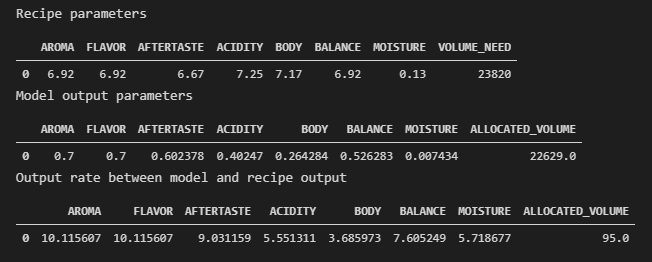 Recipe parameters
AROMA FLAVOR AFTERTASTE ACIDITY BODY BALANCE MOISTURE VOLUME_NEED
0 6.92 6.92 6.67 7.25 7.17 6.92 0.13 23820
Model output parameters
AROMA FLAVOR AFTERTASTE ACIDITY BODY BALANCE MOISTURE ALLOCATED_VOLUME
0 0.7 0.7 0.602378 0.40247 0.264284 0.526283 0.007434 22629.0
Output rate between model and recipe output
AROMA FLAVOR AFTERTASTE ACIDITY BODY BALANCE MOISTURE ALLOCATED_VOLUME
0 10.115607 10.115607 9.031159 5.551311 3.685973 7.605249 5.718677 95.0